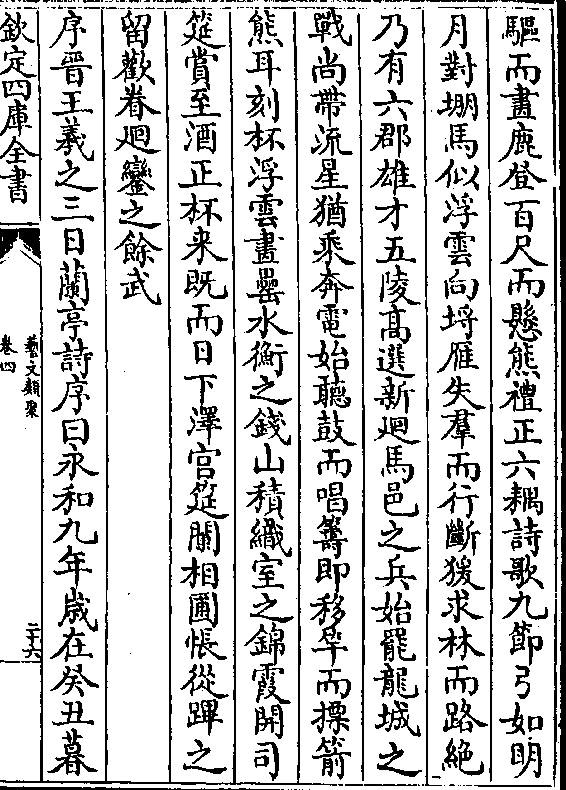 驅而畫鹿登百尺而懸熊禮正六耦詩歌九節弓如明
月對堋馬似浮雲向埒雁失羣而行斷猨求林而路絶
乃有六郡雄才五陵高選新廻馬邑之兵始罷龍城之
戰尚帶流星猶乘奔電始聽鼓而唱籌即移竿而摽箭
熊耳刻杯浮雲畫罍水衡之錢山積織室之錦霞開司
筵賞至酒正杯来既而日下澤宫筵闌相圃悵從蹕之
留歡眷廻鑾之餘武
序晉王羲之三日蘭亭詩序曰永和九年歳在癸丑暮
欽定四庫全書
藝文類聚
卷四
二十六